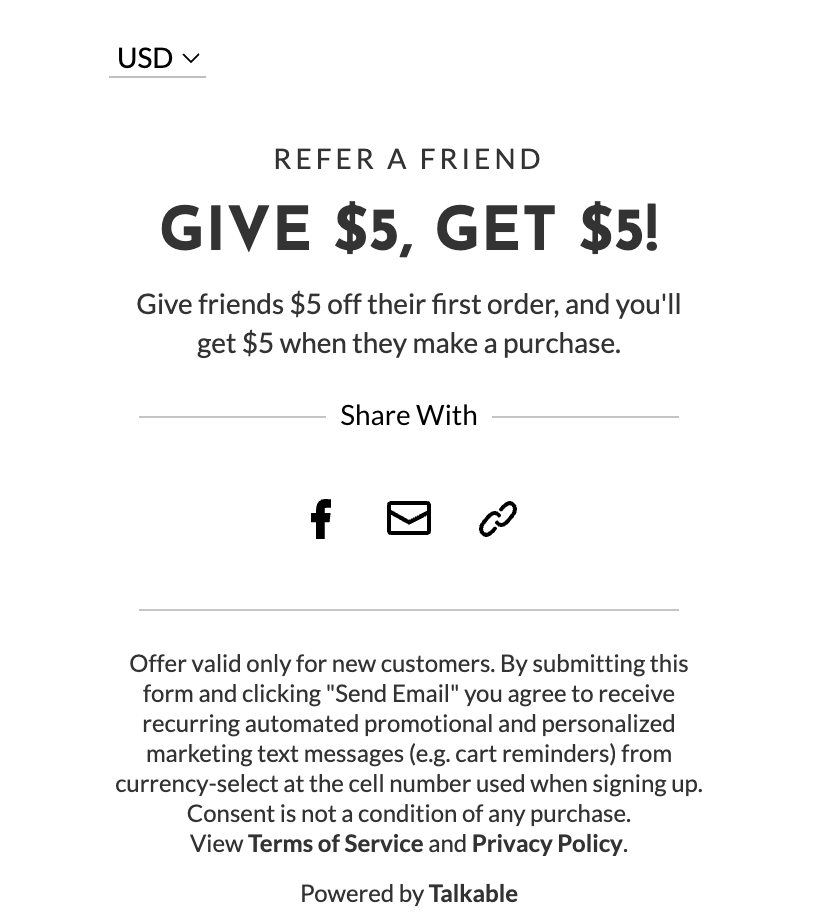 USD
REFER A FRIEND
GIVE $5, GET $5!
Give friends $5 off their first order, and you'll
get $5 when they make a purchase.
Share With
Offer valid only for new customers. By submitting this
form and clicking "Send Email" you agree to receive
recurring automated promotional and personalized
marketing text messages (e.g. cart reminders) from
currency-select at the cell number used when signing up.
Consent is not a condition of any purchase.
View Terms of Service and Privacy Policy.
Powered by Talkable